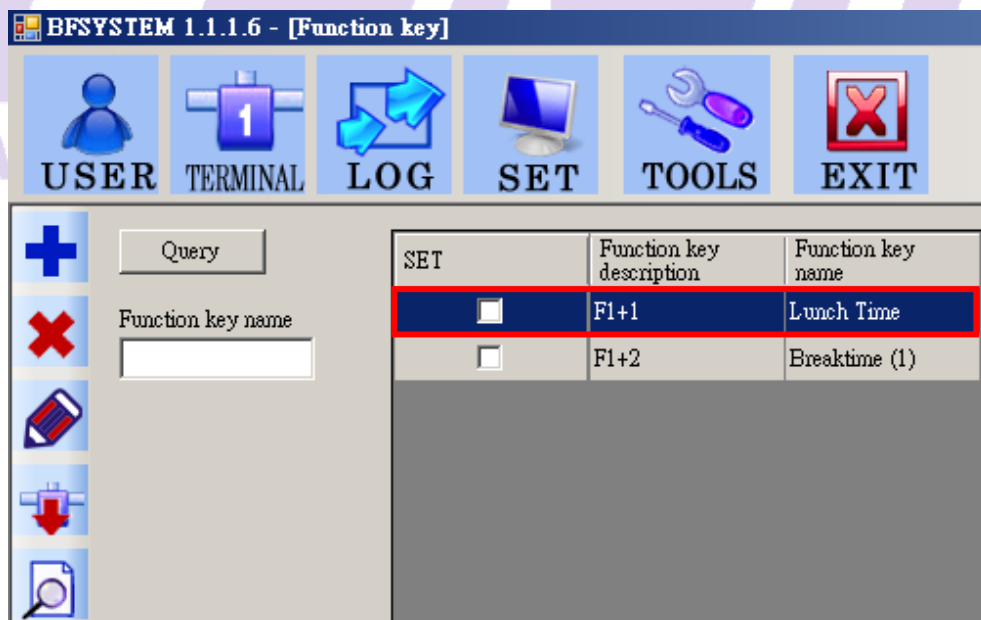 BFSYSTEM 1.1.1.6 - [Function key]
USER
1
TERMINAL
LOG
SET
TOOLS
EXIT
Query
Function key name
SET
Function key
description
Function key
name
F1+1
Lunch Time
F1+2
Breaktime (1)